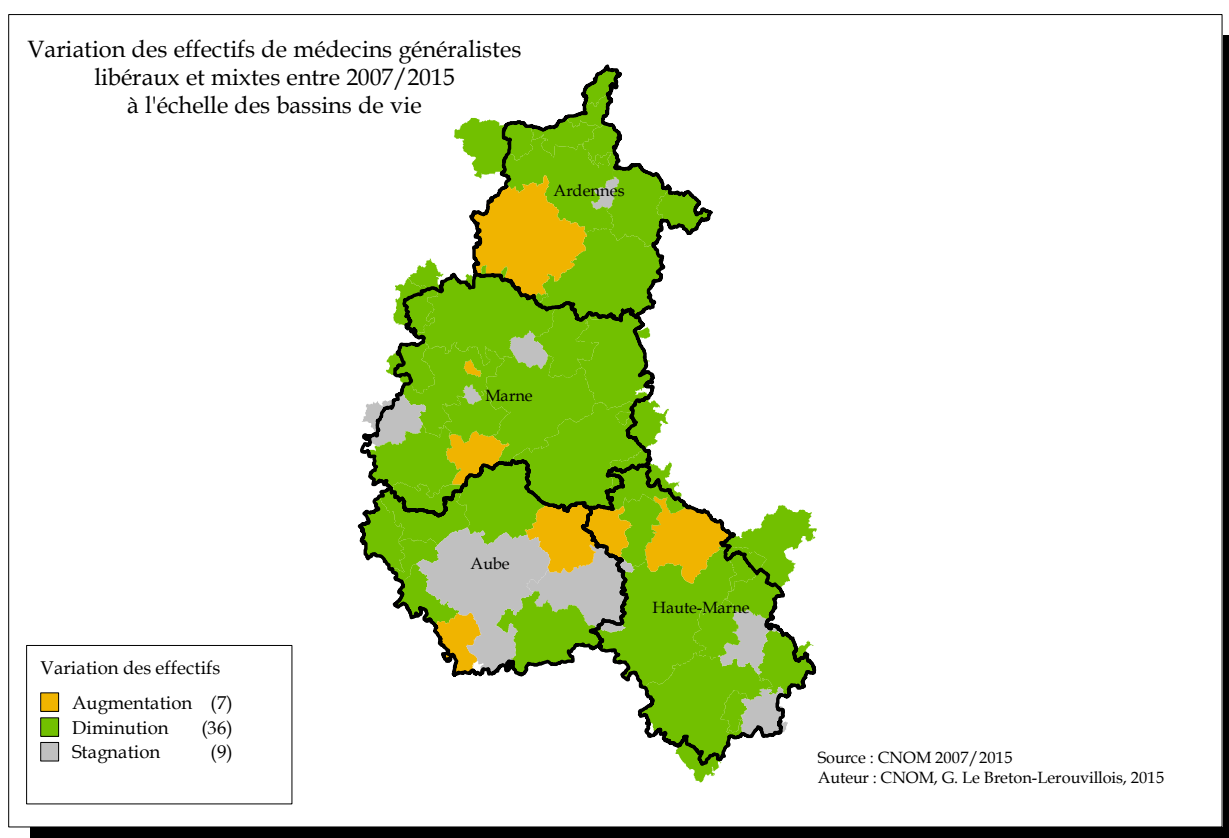 Variation des effectifs de médecins généralistes
libéraux et mixtes entre 2007/2015
à l'échelle des bassins de vie
Ardennes
Marne
Aube
Haute-Marne
Variation des effectifs
Augmentation (7)
Diminution (36)
Stagnation (9)
Source : CNOM 2007/2015
Auteur : CNOM, G. Le Breton-Lerouvillois, 2015